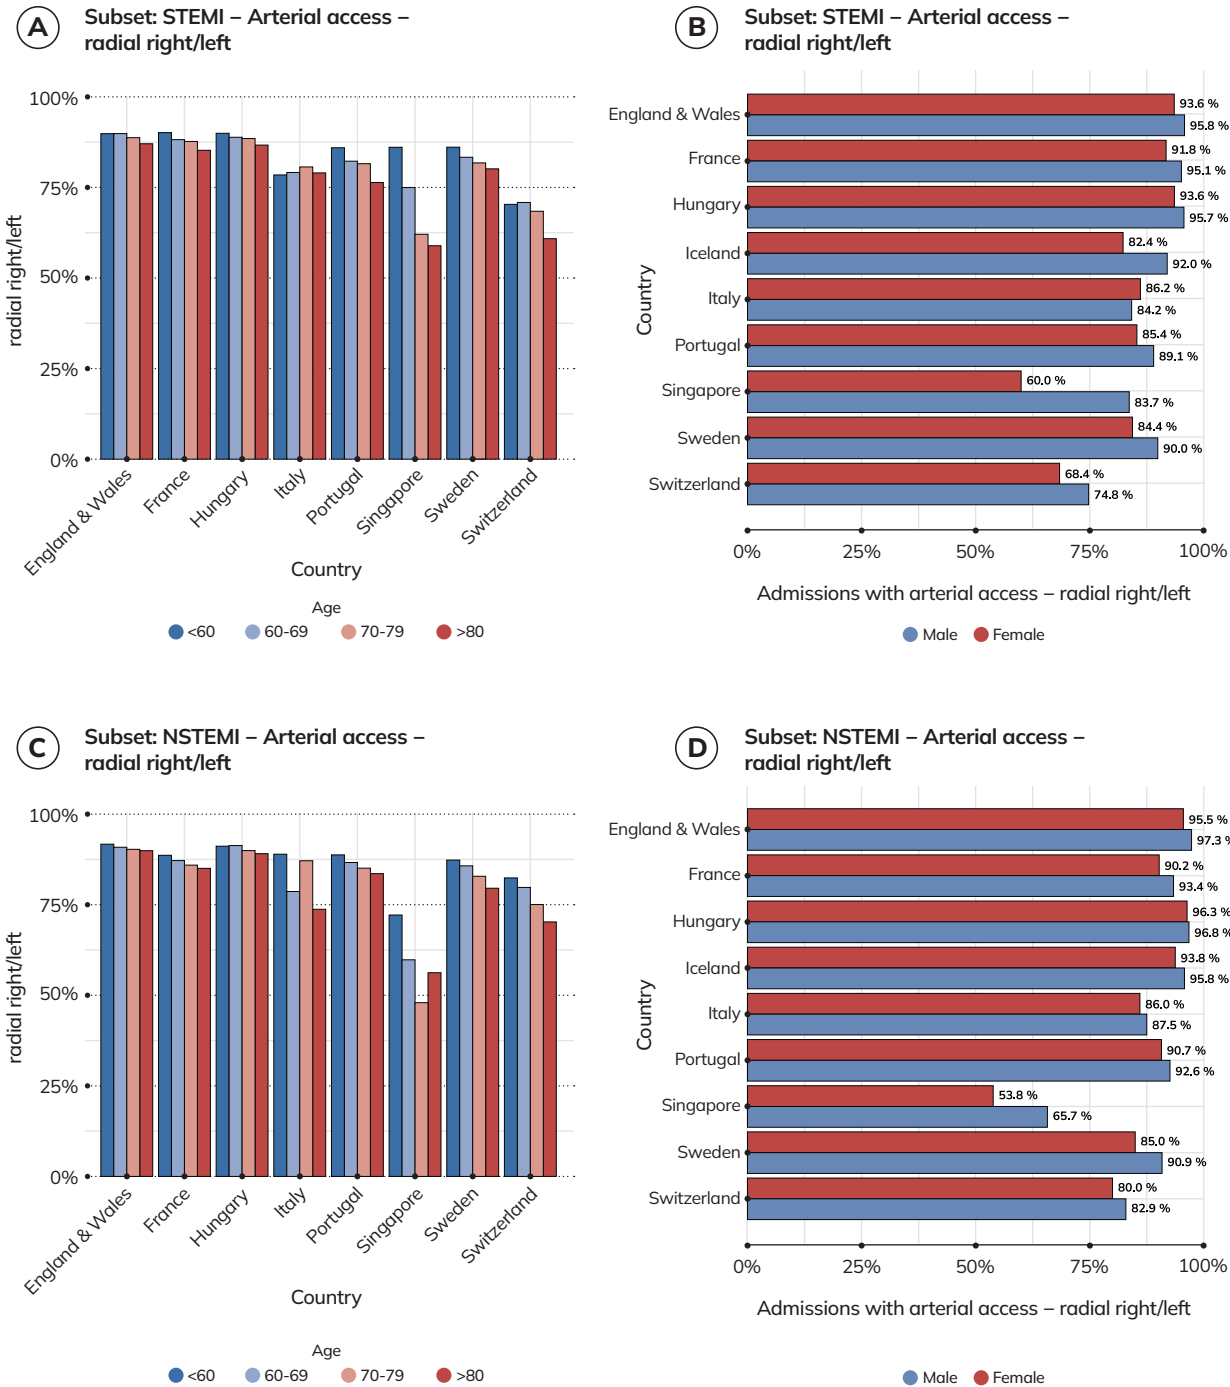 A
Subset: STEMI – Arterial access –
radial right/left
100%
75%
50%
25%
0%
radial right/left
England & Wales
France
Hungary
Italy
Portugal
Singapore
Sweden
Switzerland
Country
Age
<60
60-69
70-79
>80
B
Subset: STEMI – Arterial access –
radial right/left
Country
England & Wales
93.6 %
95.8 %
France
91.8 %
95.1 %
Hungary
93.6 %
95.7 %
Iceland
82.4 %
92.0 %
Italy
86.2 %
84.2 %
Portugal
85.4 %
89.1 %
Singapore
60.0 %
83.7 %
Sweden
84.4 %
90.0 %
Switzerland
68.4 %
74.8 %
0%
25%
50%
75%
100%
Admissions with arterial access – radial right/left
Male
Female
C
Subset: NSTEMI – Arterial access –
radial right/left
100%
75%
50%
25%
0%
radial right/left
England & Wales
France
Hungary
Italy
Portugal
Singapore
Sweden
Switzerland
Country
Age
<60
60-69
70-79
>80
D
Subset: NSTEMI – Arterial access –
radial right/left
Country
England & Wales
95.5 %
97.3 %
France
90.2 %
93.4 %
Hungary
96.3 %
96.8 %
Iceland
93.8 %
95.8 %
Italy
86.0 %
87.5 %
Portugal
90.7 %
92.6 %
Singapore
53.8 %
65.7 %
Sweden
85.0 %
90.9 %
Switzerland
80.0 %
82.9 %
0%
25%
50%
75%
100%
Admissions with arterial access – radial right/left
Male
Female